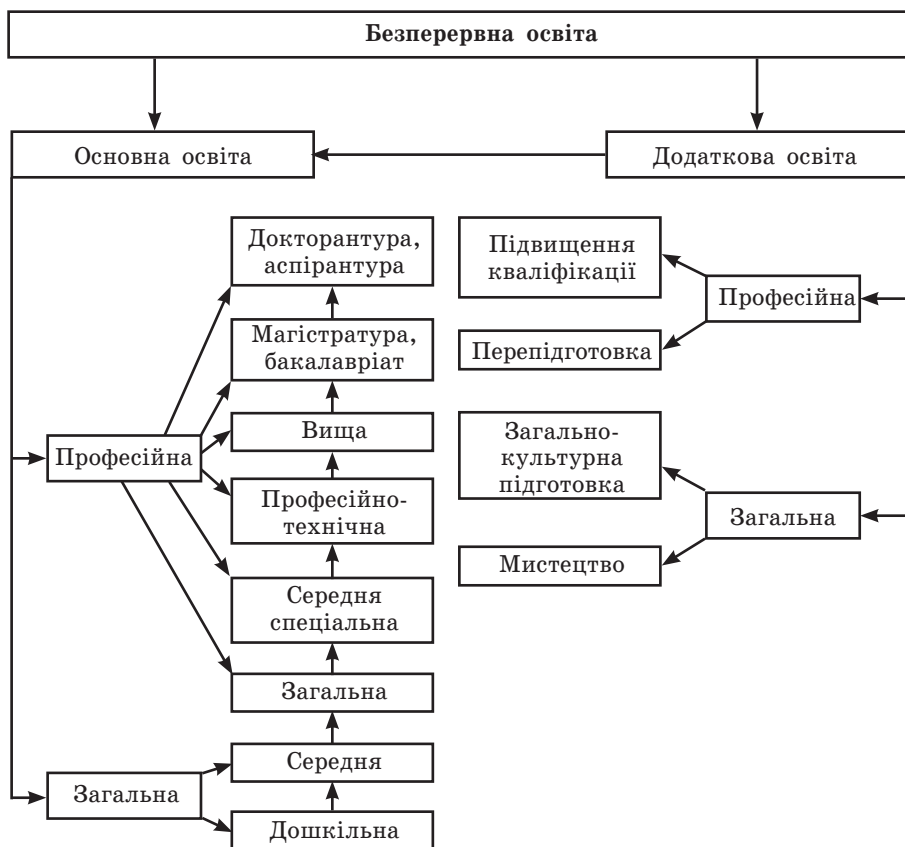 Безперервна освіта
Основна освіта
Додаткова освіта
Докторантура,
аспірантура
Підвищення
кваліфікації
Професійна
Магістратура,
бакалавріат
Перепідготовка
Вища
Загально-
культурна
підготовка
Професійна
Професійно-
технічна
Загальна
Мистецтво
Середня
спеціальна
Загальна
Середня
Загальна
Дошкільна